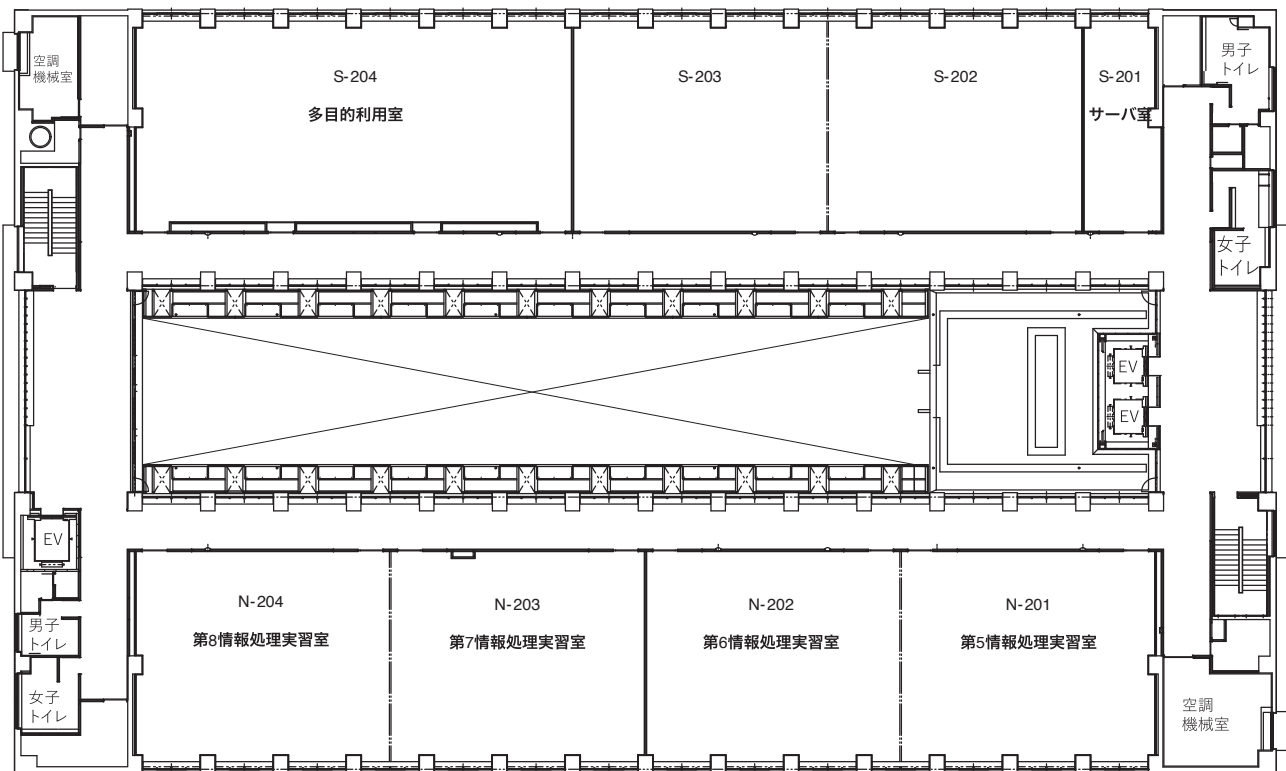 空調
機械室
S-204
多目的利用室
S-203
S-202
S-201
サーバ室
男子
トイレ
女子
トイレ
EV
EV
EV
男子
トイレ
女子
トイレ
N-204
第8情報処理実習室
N-203
第7情報処理実習室
N-202
第6情報処理実習室
N-201
第5情報処理実習室
空調
機械室